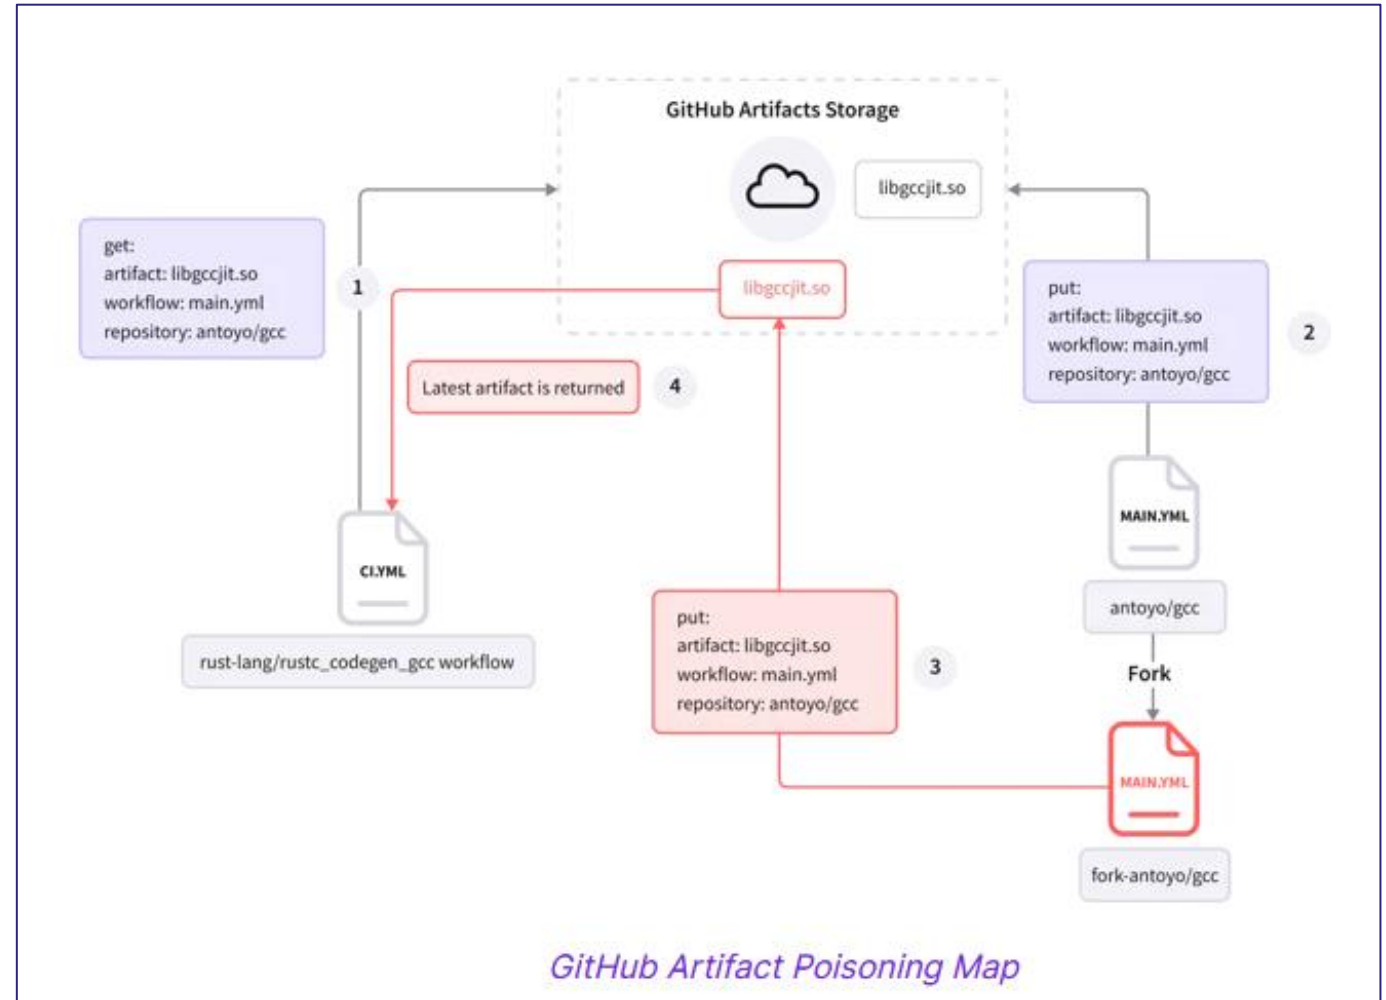 GitHub Artifacts Storage
libgccjit.so
get:
artifact: libgccjit.so
workflow: main.yml
repository: antoyo/gcc
1
libgccjit.so
put:
artifact: libgccjit.so
workflow: main.yml
repository: antoyo/gcc
2
Latest artifact is returned
4
MAIN.YML
CI.YML
antoyo/gcc
put:
artifact: libgccjit.so
workflow: main.yml
repository: antoyo/gcc
3
rust-lang/rustc_codegen_gcc workflow
Fork
MAIN.YML
fork-antoyo/gcc
GitHub Artifact Poisoning Map